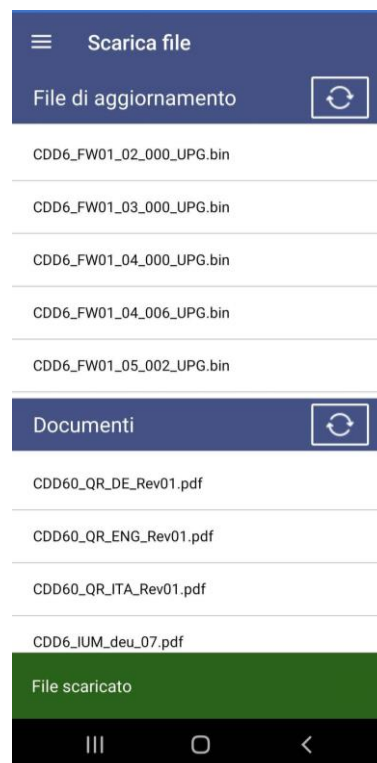 Scarica file
File di aggiornamento
CDD6_FW01_02_000_UPG.bin
CDD6_FW01_03_000_UPG.bin
CDD6_FW01_04_000_UPG.bin
CDD6_FW01_04_006_UPG.bin
CDD6_FW01_05_002_UPG.bin
Documenti
CDD60_QR_DE_Rev01.pdf
CDD60_QR_ENG_Rev01.pdf
CDD60_QR_ITA_Rev01.pdf
CDD6_IUM_deu_07.pdf
File scaricato